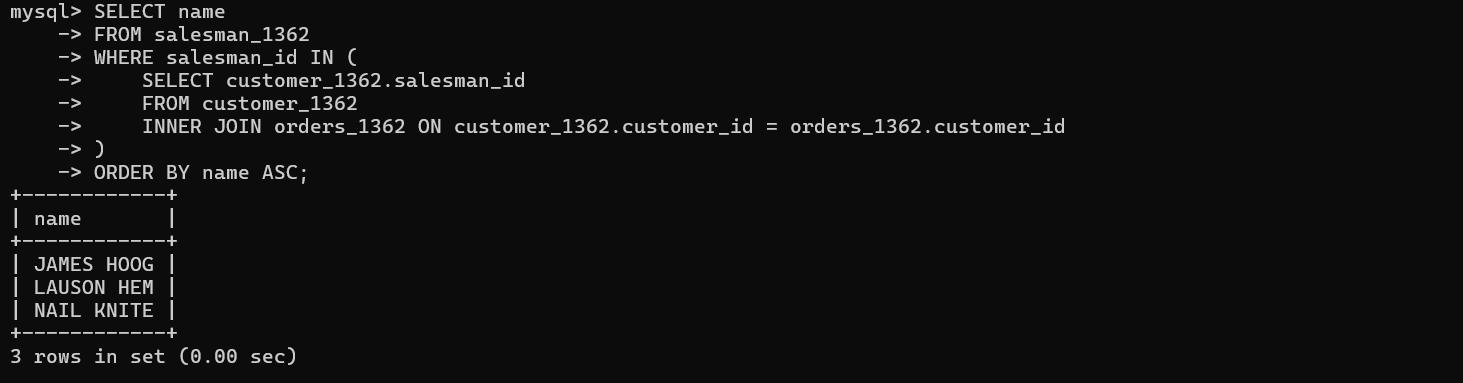 mysql> SELECT name
    -> FROM salesman_1362
    -> WHERE salesman_id IN (
    ->     SELECT customer_1362.salesman_id
    ->     FROM customer_1362
    ->     INNER JOIN orders_1362 ON customer_1362.customer_id = orders_1362.customer_id
    -> )
    -> ORDER BY name ASC;
+------------+
| name       |
+------------+
| JAMES HOOG |
| LAUSON HEM |
| NAIL KNITE |
+------------+
3 rows in set (0.00 sec)